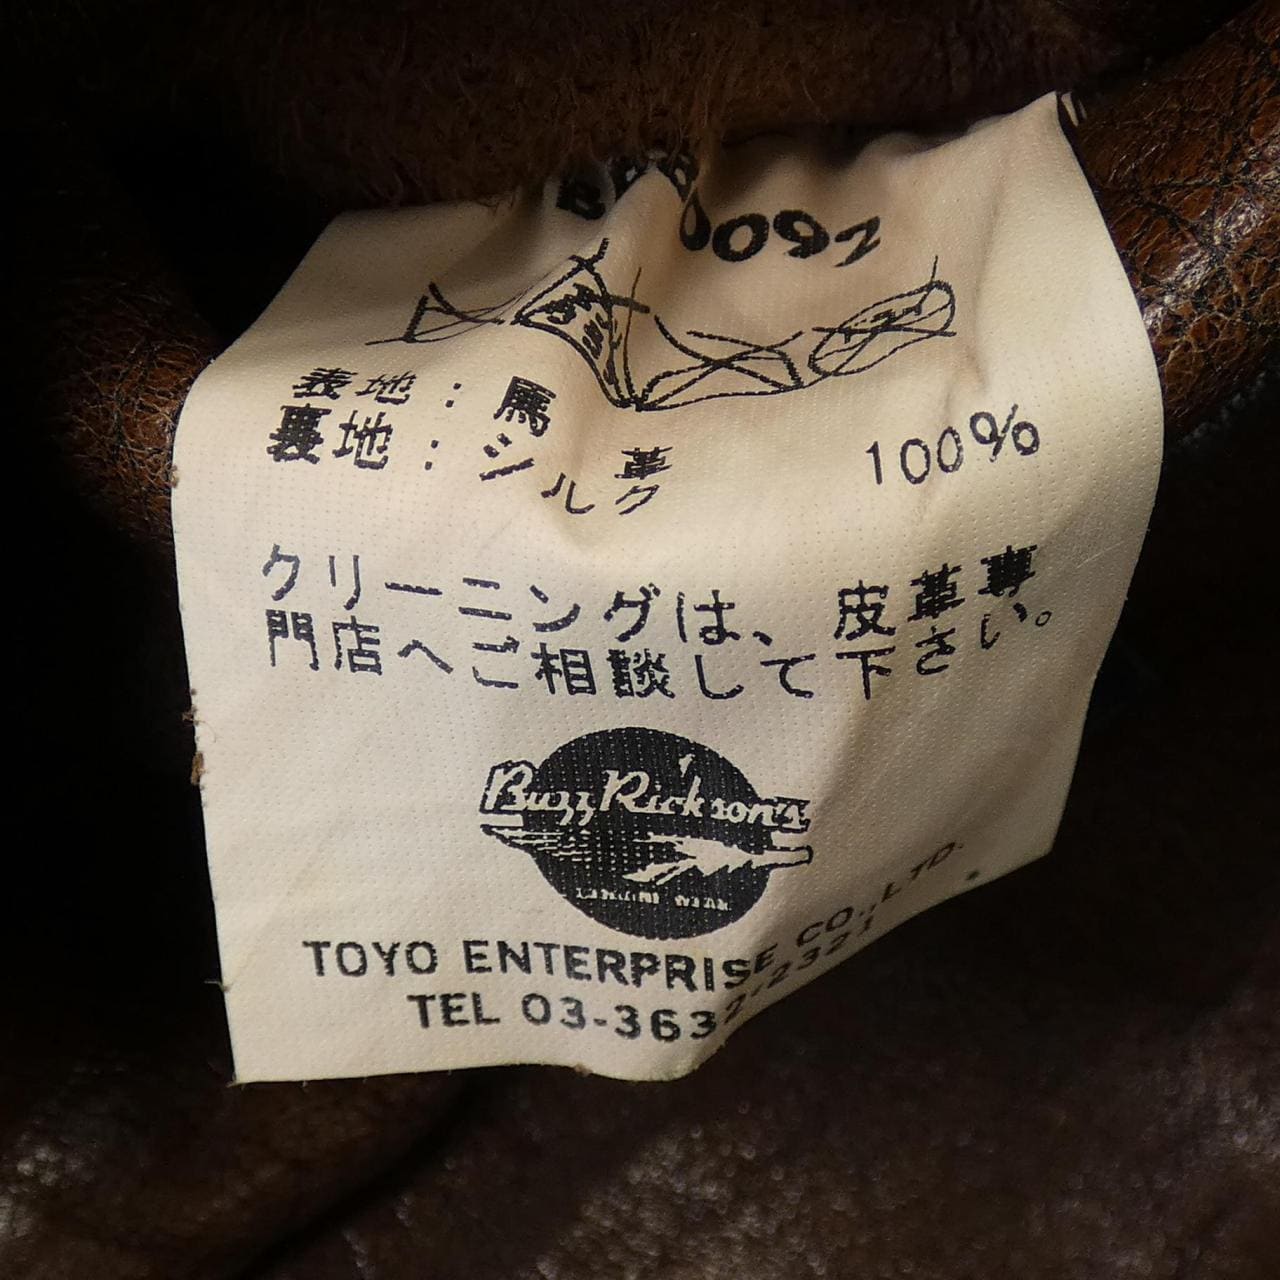 表地：馬革
裏地：シルク 100%
クリーニングは、皮革専
門店へご相談して下さい。
Buzz Rickson's
TOYO ENTERPRISE CO.,LTD.
TEL 03-3632-2321